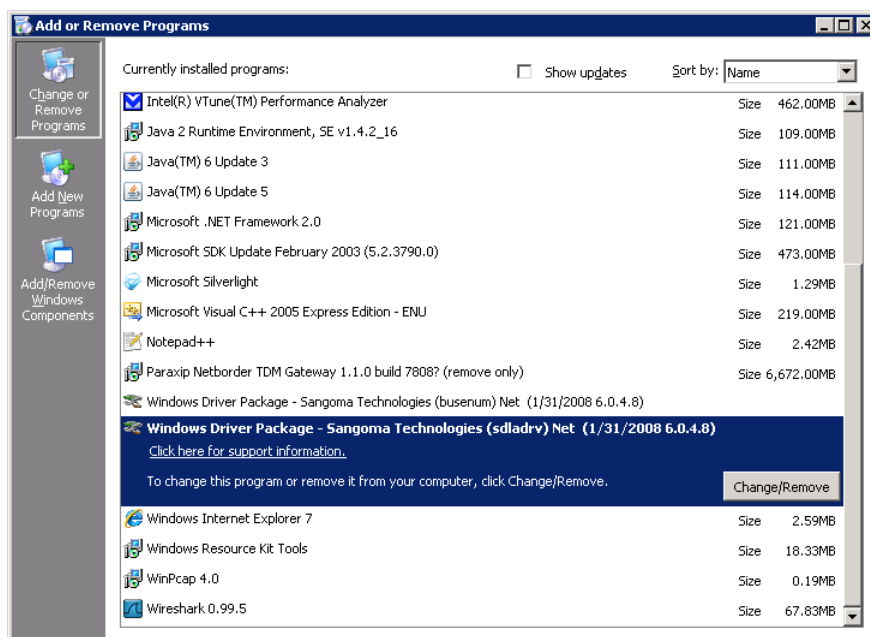 Add or Remove Programs
Change or Remove Programs
Add New Programs
Add/Remove Windows Components
Currently installed programs:
Show updates
Sort by: Name
Intel(R) VTune(TM) Performance Analyzer Size 462.00MB
Java 2 Runtime Environment, SE v1.4.2_16 Size 109.00MB
Java(TM) 6 Update 3 Size 111.00MB
Java(TM) 6 Update 5 Size 114.00MB
Microsoft .NET Framework 2.0 Size 121.00MB
Microsoft SDK Update February 2003 (5.2.3790.0) Size 473.00MB
Microsoft Silverlight Size 1.29MB
Microsoft Visual C++ 2005 Express Edition - ENU Size 219.00MB
Notepad++ Size 2.42MB
Paraxip Netborder TDM Gateway 1.1.0 build 7808? (remove only) Size 6,672.00MB
Windows Driver Package - Sangoma Technologies (busenum) Net (1/31/2008 6.0.4.8)
Windows Driver Package - Sangoma Technologies (sdladrv) Net (1/31/2008 6.0.4.8)
Click here for support information.
To change this program or remove it from your computer, click Change/Remove.
Change/Remove
Windows Internet Explorer 7 Size 2.59MB
Windows Resource Kit Tools Size 18.33MB
WinPcap 4.0 Size 0.19MB
Wireshark 0.99.5 Size 67.83MB